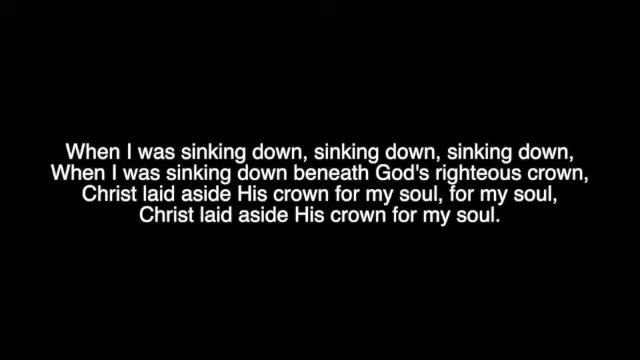 When I was sinking down, sinking down, sinking down,
When I was sinking down beneath God's righteous crown,
Christ laid aside His crown for my soul, for my soul,
Christ laid aside His crown for my soul.